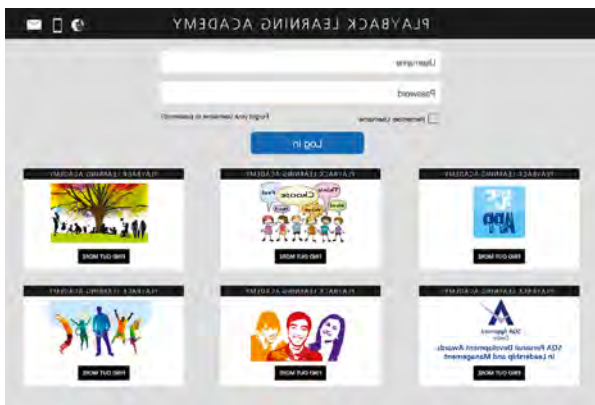 PLAYBACK LEARNING ACADEMY
Username
Password
Remember Username
Forgot your username or password?
Log in
PLAYBACK LEARNING ACADEMY
APP
FIND OUT MORE
PLAYBACK LEARNING ACADEMY
Think
Choose
Feel
FIND OUT MORE
PLAYBACK LEARNING ACADEMY
FIND OUT MORE
PLAYBACK LEARNING ACADEMY
SQA Approved
Centre
SQA Personal Development Awards
in Leadership and Management
FIND OUT MORE
PLAYBACK LEARNING ACADEMY
FIND OUT MORE
PLAYBACK LEARNING ACADEMY
FIND OUT MORE